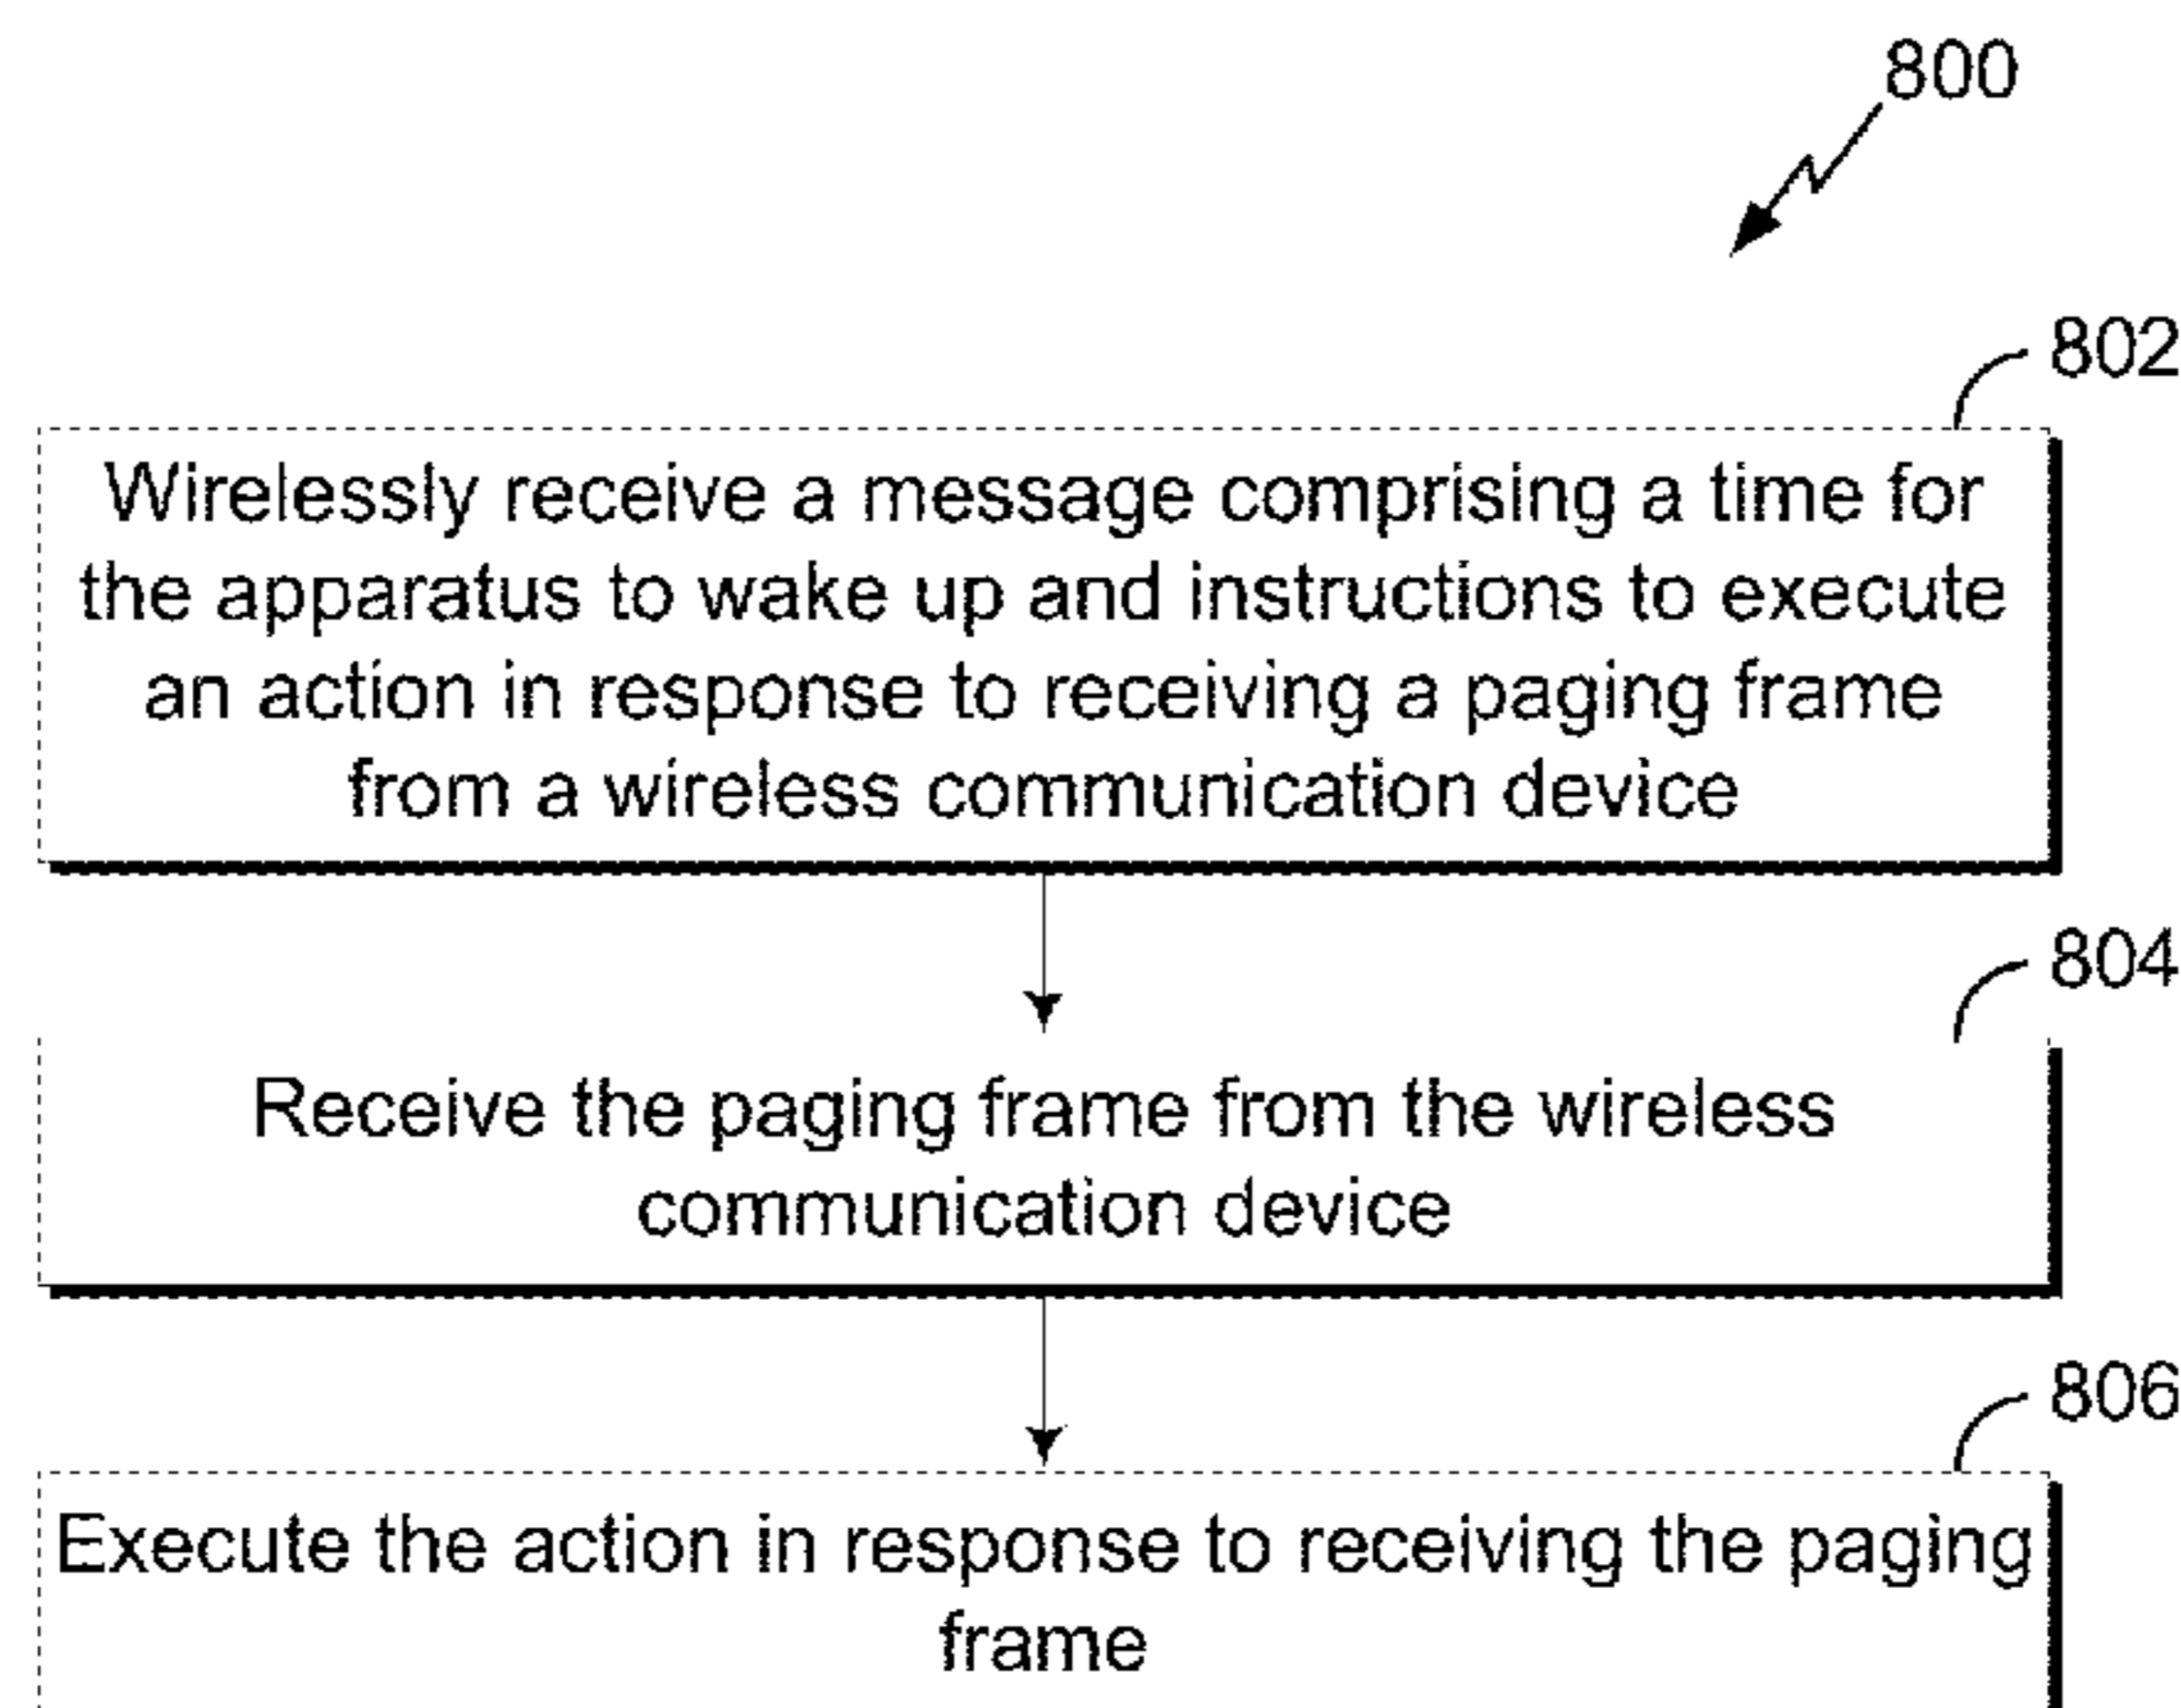 800
802
Wirelessly receive a message comprising a time for
the apparatus to wake up and instructions to execute
an action in response to receiving a paging frame
from a wireless communication device
804
Receive the paging frame from the wireless
communication device
806
Execute the action in response to receiving the paging
frame